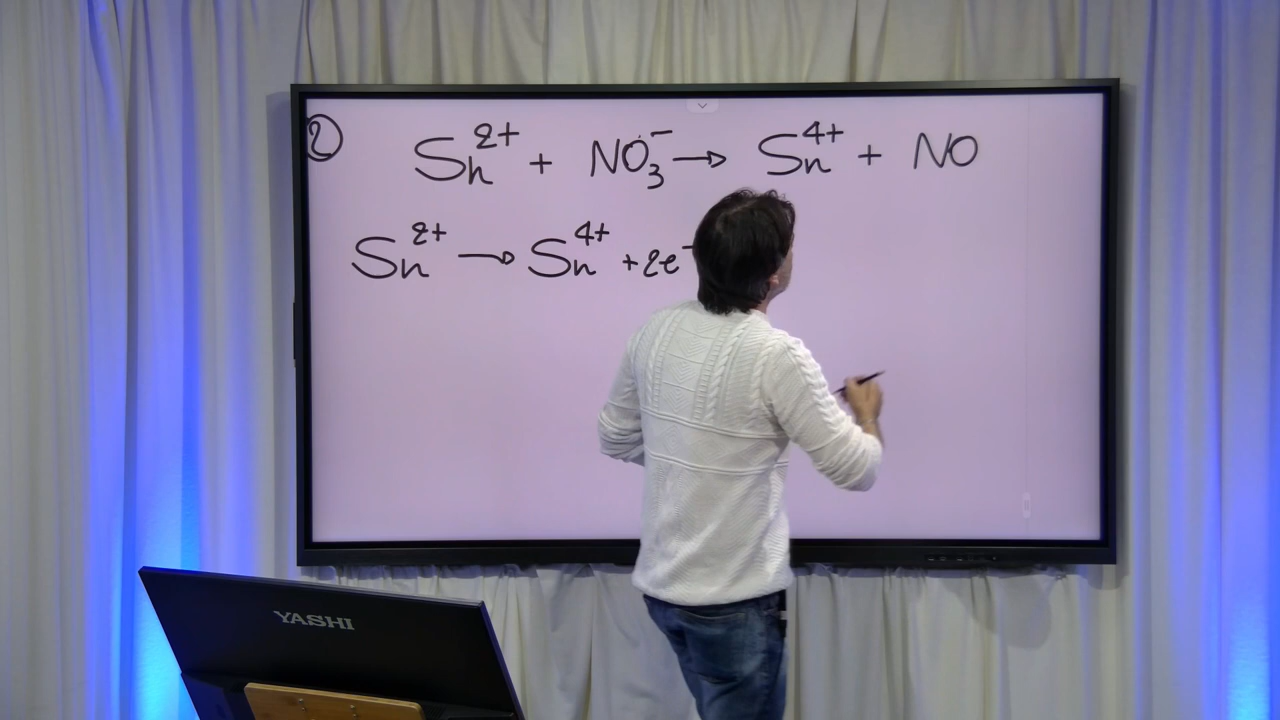 ② Sn²⁺ + NO₃⁻ → Sn⁴⁺ + NO
Sn²⁺ → Sn⁴⁺ + 2e⁻
YASHI